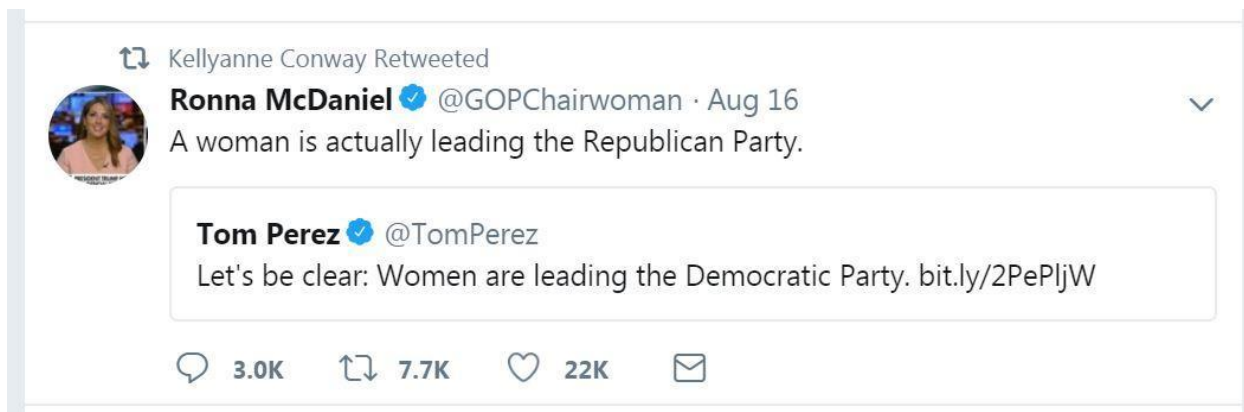 Kellyanne Conway Retweeted
Ronna McDaniel @GOPChairwoman · Aug 16
A woman is actually leading the Republican Party.
Tom Perez @TomPerez
Let's be clear: Women are leading the Democratic Party. bit.ly/2PePljW
3.0K 7.7K 22K